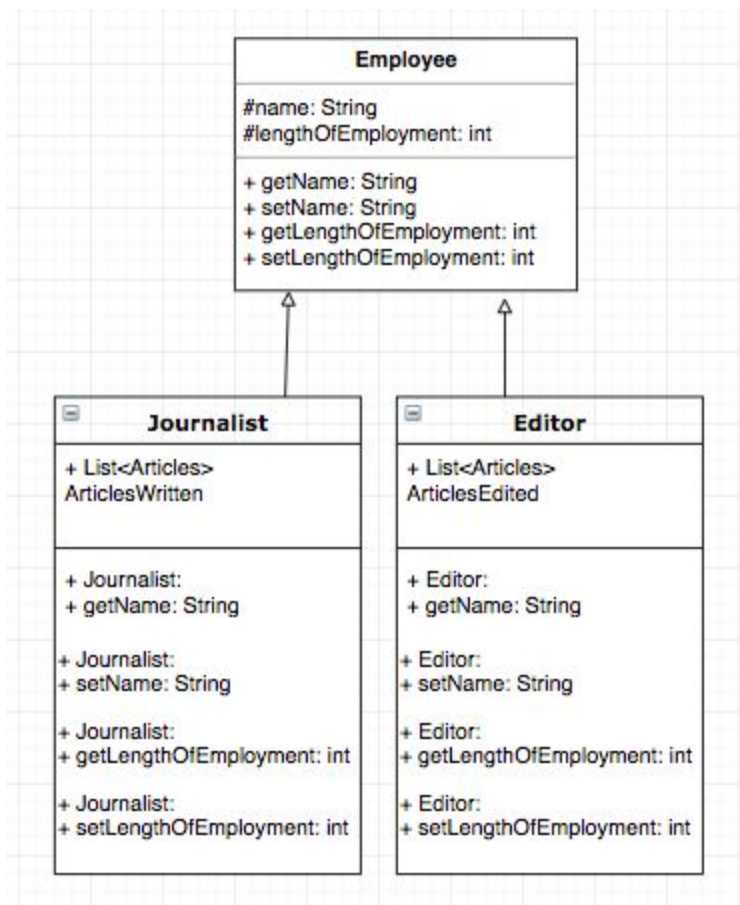 Employee
#name: String
#lengthOfEmployment: int
+ getName: String
+ setName: String
+ getLengthOfEmployment: int
+ setLengthOfEmployment: int
Journalist
+ List<Articles>
ArticlesWritten
+ Journalist:
+ getName: String
+ Journalist:
+ setName: String
+ Journalist:
+ getLengthOfEmployment: int
+ Journalist:
+ setLengthOfEmployment: int
Editor
+ List<Articles>
ArticlesEdited
+ Editor:
+ getName: String
+ Editor:
+ setName: String
+ Editor:
+ getLengthOfEmployment: int
+ Editor:
+ setLengthOfEmployment: int